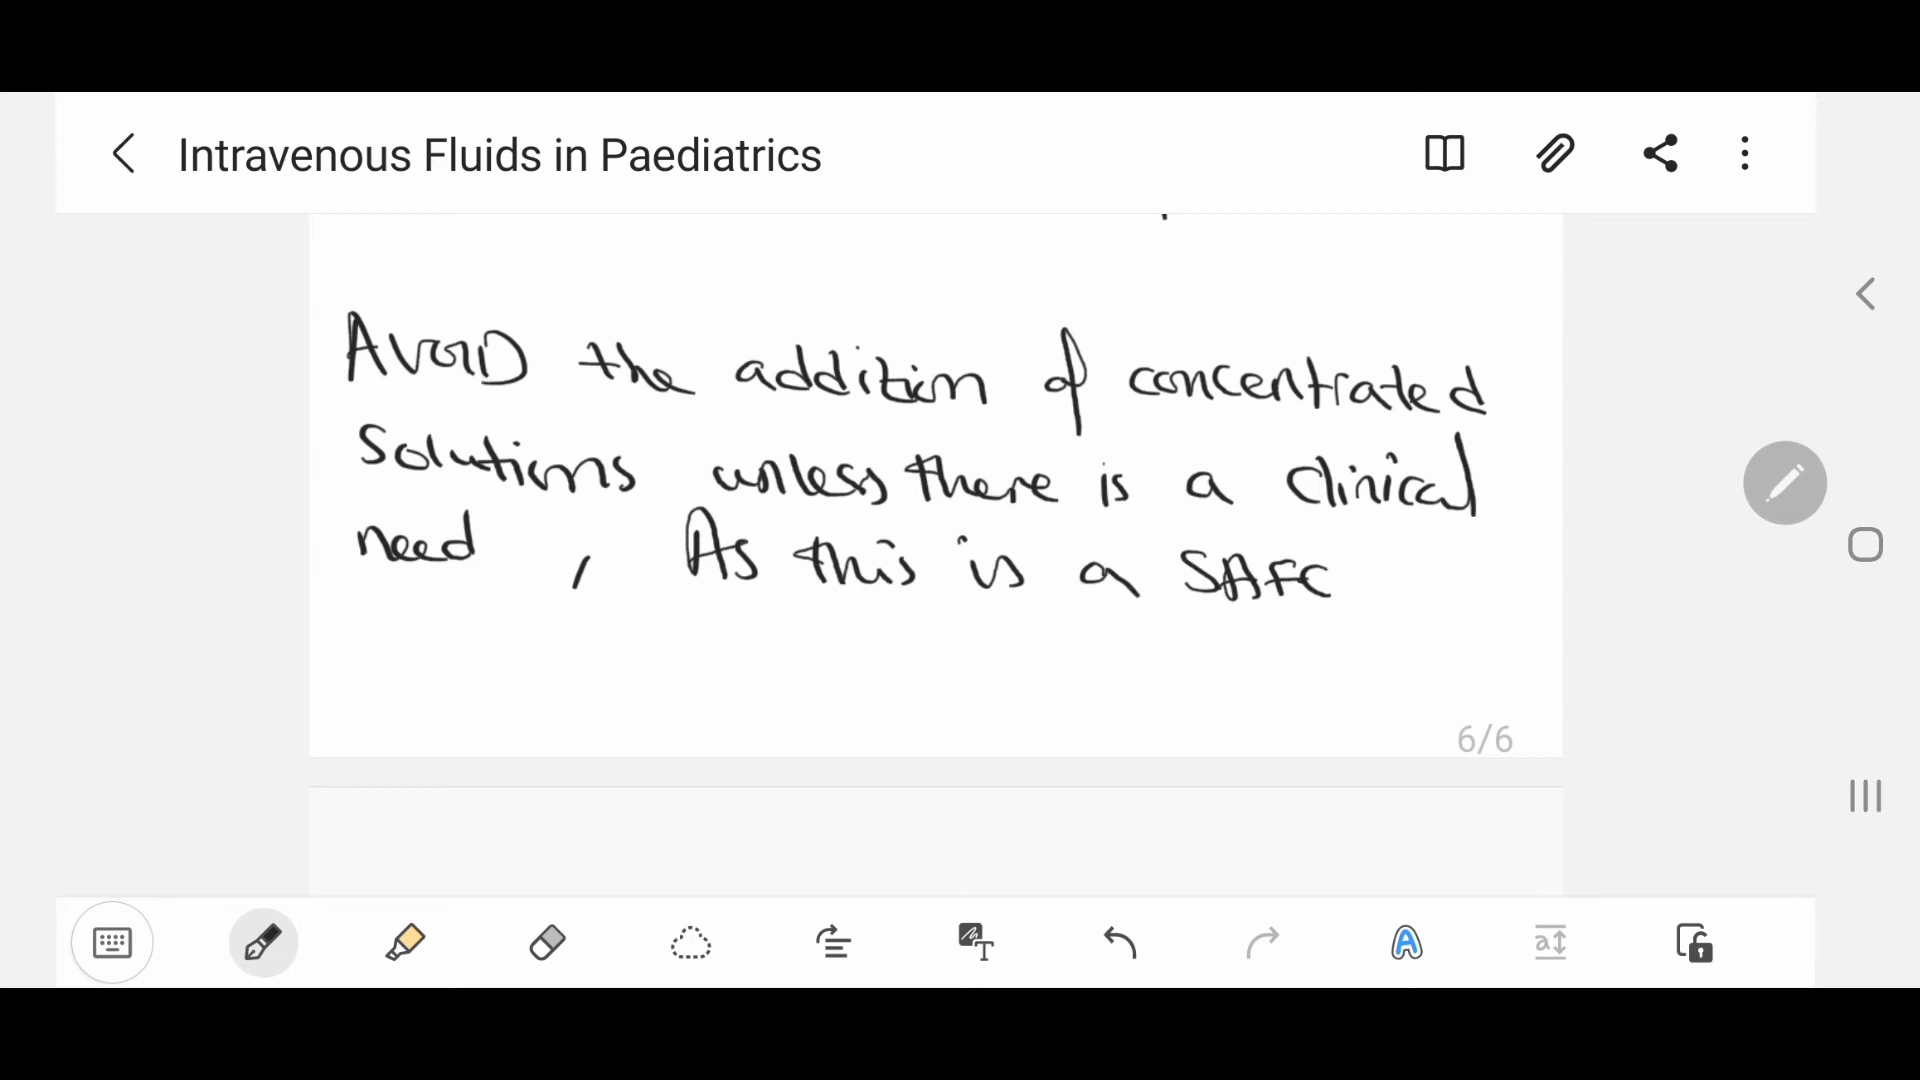 Intravenous Fluids in Paediatrics
AVOID the addition of concentrated
solutions unless there is a clinical
need , As this is a SAFE
6/6